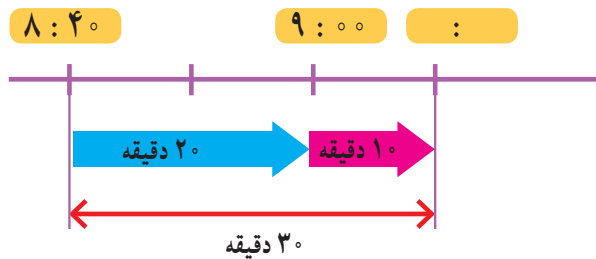 ۸ : ۴۰
۹ : ۰۰
:
۲۰ دقیقه
۱۰ دقیقه
۳۰ دقیقه